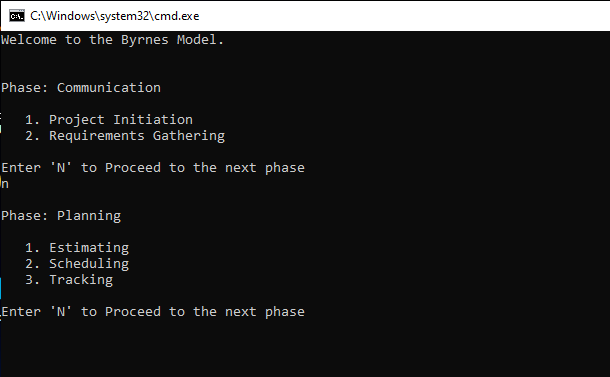 C:\Windows\system32\cmd.exe
Welcome to the Byrnes Model.
Phase: Communication
1. Project Initiation
2. Requirements Gathering
Enter 'N' to Proceed to the next phase
n
Phase: Planning
1. Estimating
2. Scheduling
3. Tracking
Enter 'N' to Proceed to the next phase